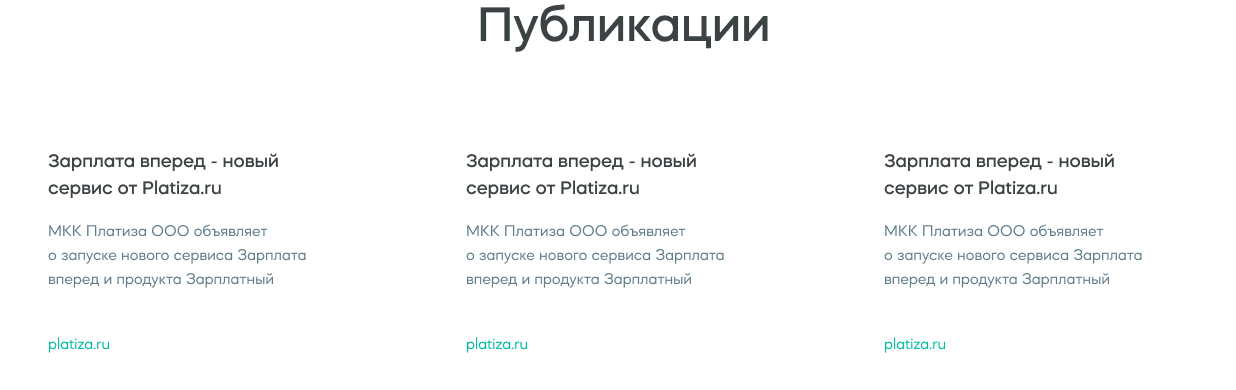 Публикации
Зарплата вперед - новый
сервис от Platiza.ru
МКК Платиза ООО объявляет
о запуске нового сервиса Зарплата
вперед и продукта Зарплатный
platiza.ru
Зарплата вперед - новый
сервис от Platiza.ru
МКК Платиза ООО объявляет
о запуске нового сервиса Зарплата
вперед и продукта Зарплатный
platiza.ru
Зарплата вперед - новый
сервис от Platiza.ru
МКК Платиза ООО объявляет
о запуске нового сервиса Зарплата
вперед и продукта Зарплатный
platiza.ru